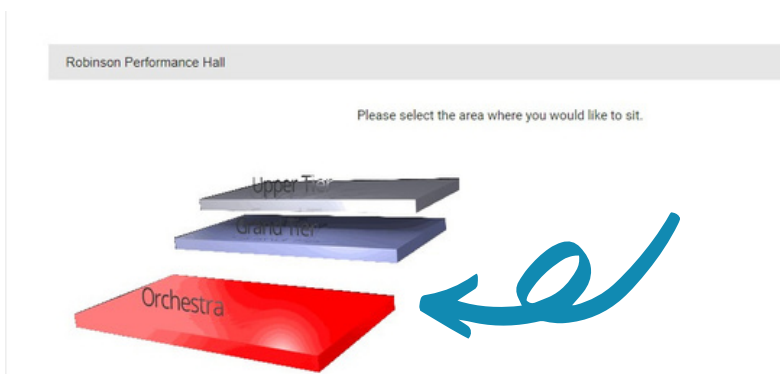 Robinson Performance Hall
Please select the area where you would like to sit.
Upper Tier
Grand Tier
Orchestra